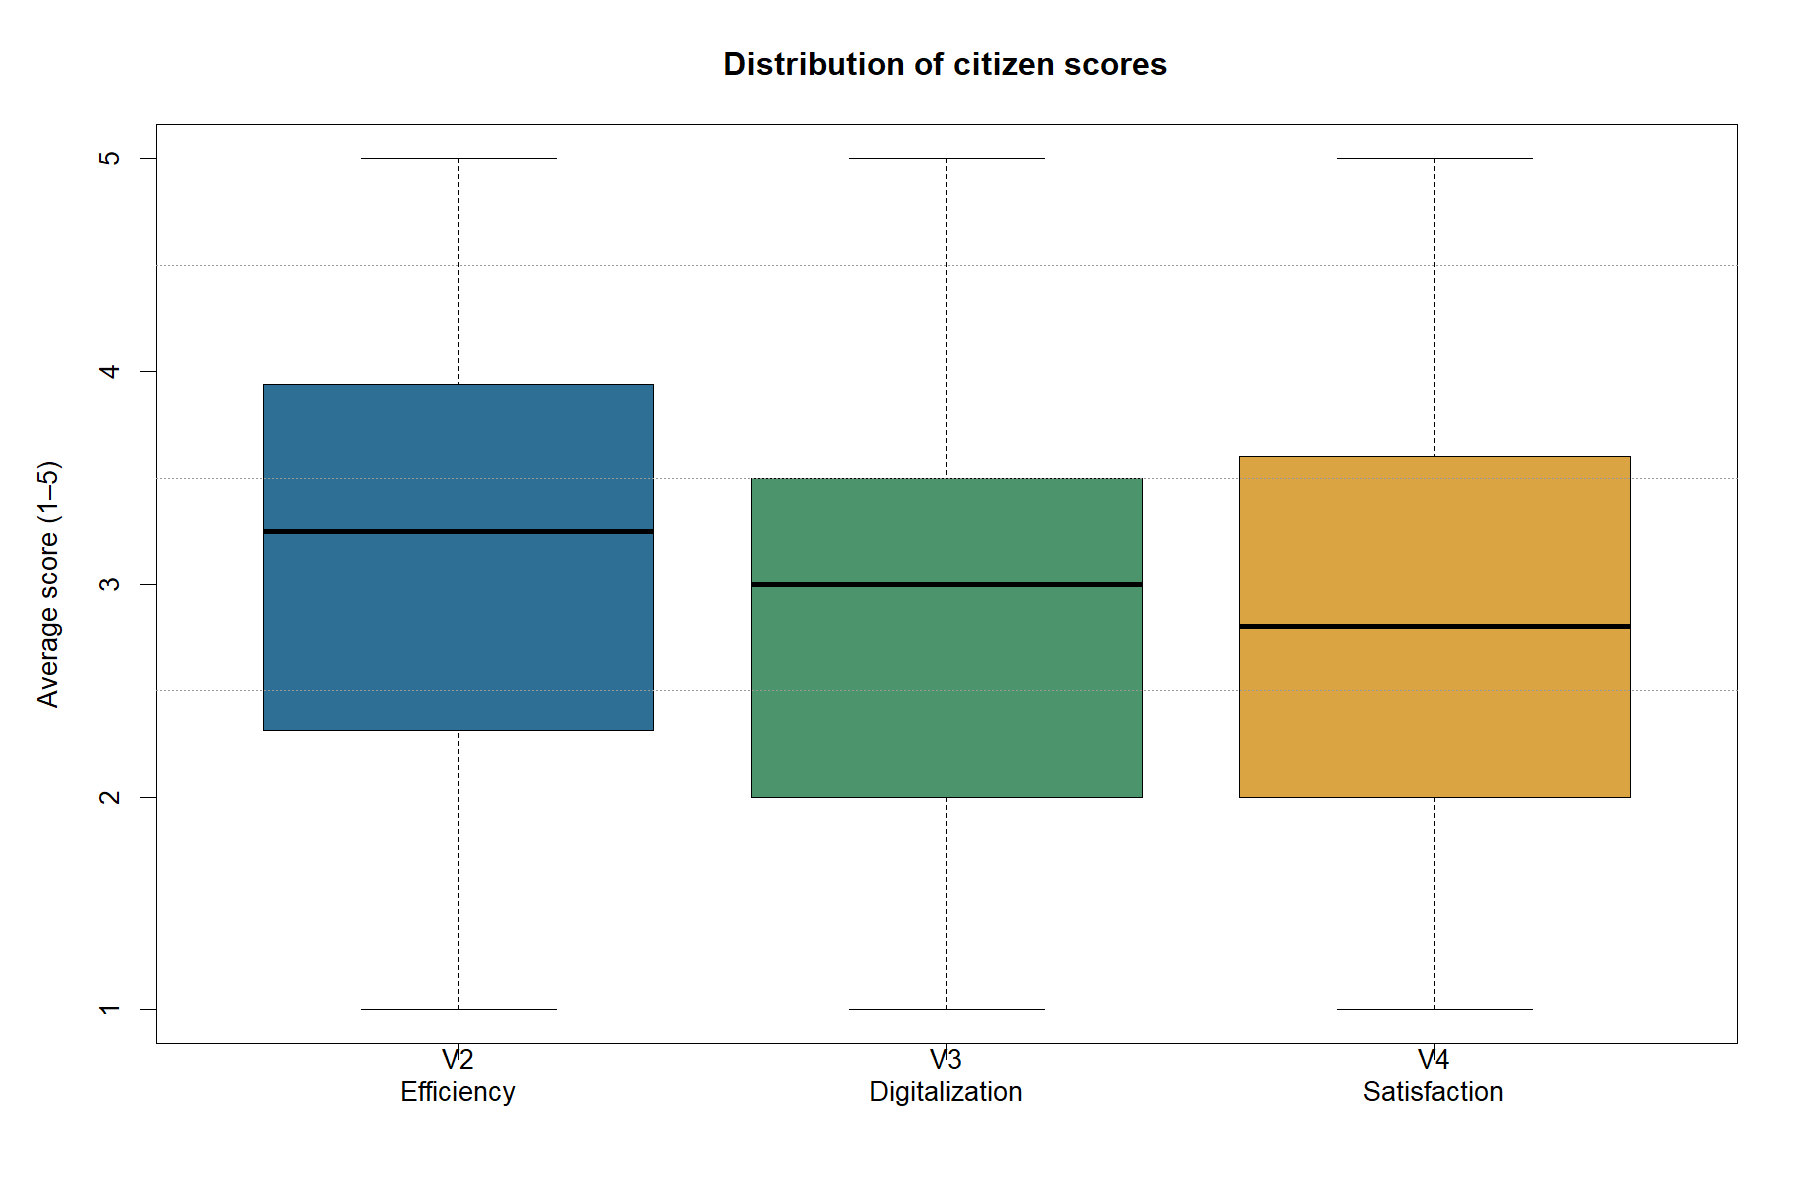 Distribution of citizen scores
Average score (1–5)
5
4
3
2
1
V2
Efficiency
V3
Digitalization
V4
Satisfaction